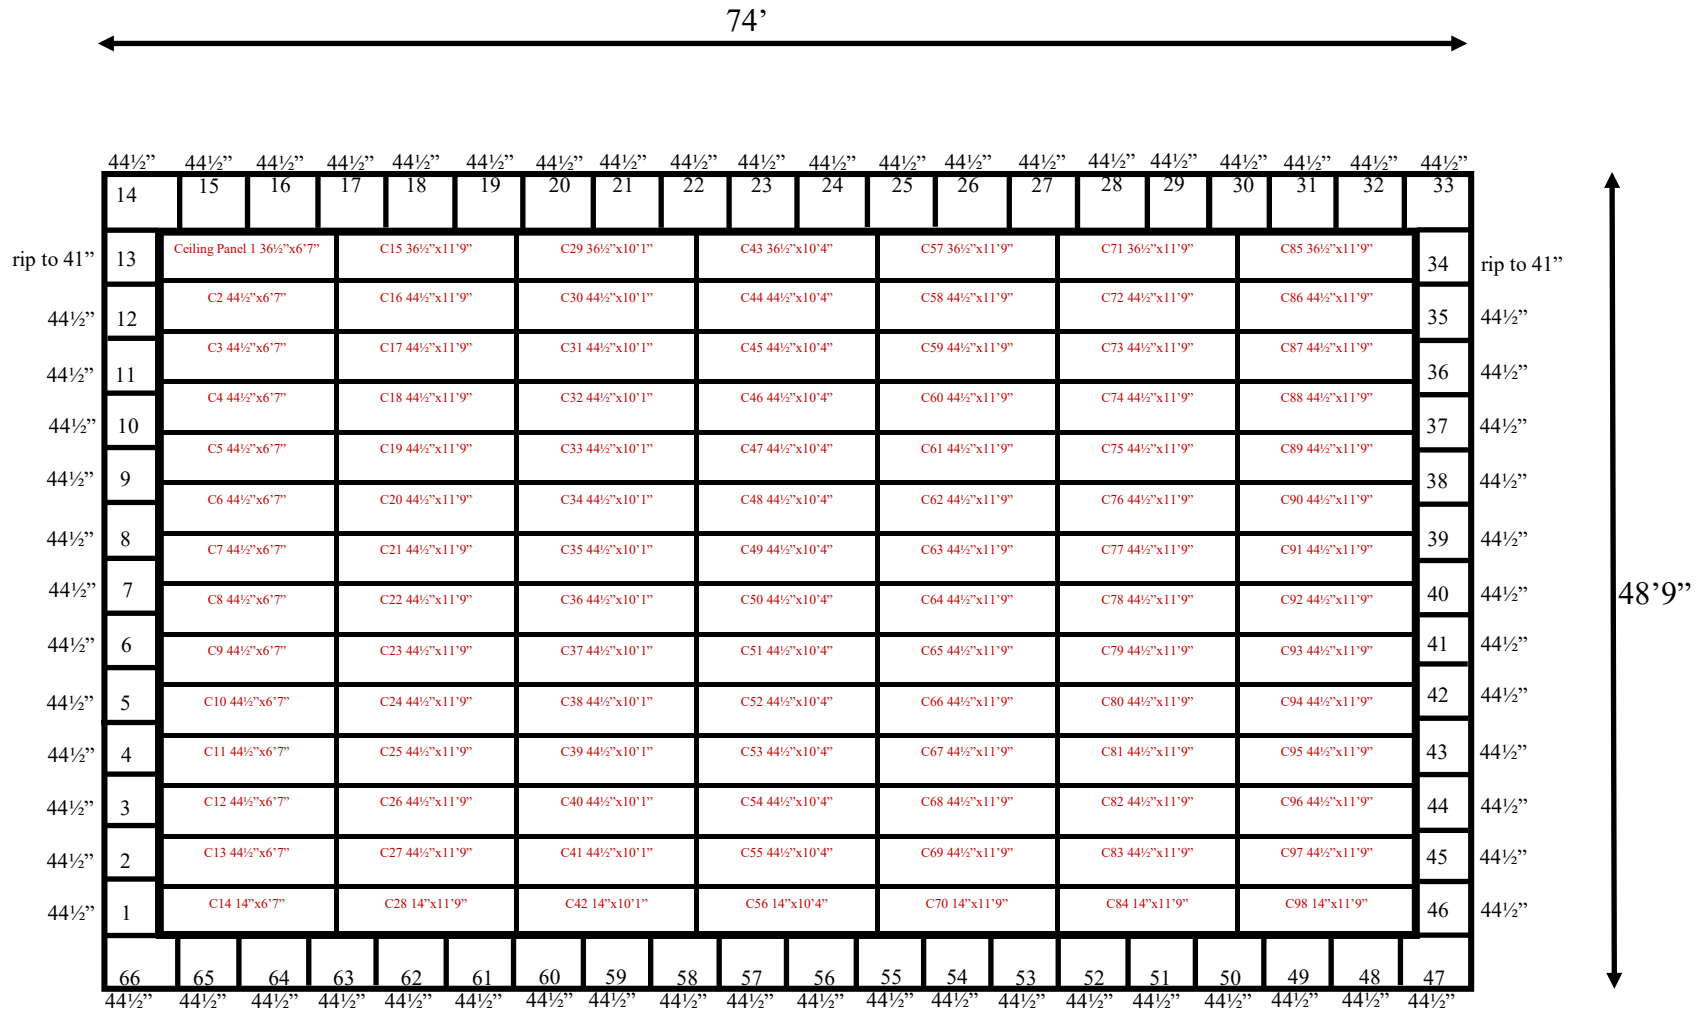 74’
44½” 44½” 44½” 44½” 44½” 44½” 44½” 44½” 44½” 44½” 44½” 44½” 44½” 44½” 44½” 44½” 44½” 44½” 44½” 44½”
14 15 16 17 18 19 20 21 22 23 24 25 26 27 28 29 30 31 32 33
rip to 41” 13 Ceiling Panel 1 36½”x6’7” C15 36½”x11’9” C29 36½”x10’1” C43 36½”x10’4” C57 36½”x11’9” C71 36½”x11’9” C85 36½”x11’9” 34 rip to 41”
44½” 12 C2 44½”x6’7” C16 44½”x11’9” C30 44½”x10’1” C44 44½”x10’4” C58 44½”x11’9” C72 44½”x11’9” C86 44½”x11’9” 35 44½”
44½” 11 C3 44½”x6’7” C17 44½”x11’9” C31 44½”x10’1” C45 44½”x10’4” C59 44½”x11’9” C73 44½”x11’9” C87 44½”x11’9” 36 44½”
44½” 10 C4 44½”x6’7” C18 44½”x11’9” C32 44½”x10’1” C46 44½”x10’4” C60 44½”x11’9” C74 44½”x11’9” C88 44½”x11’9” 37 44½”
44½” 9 C5 44½”x6’7” C19 44½”x11’9” C33 44½”x10’1” C47 44½”x10’4” C61 44½”x11’9” C75 44½”x11’9” C89 44½”x11’9” 38 44½”
44½” 8 C6 44½”x6’7” C20 44½”x11’9” C34 44½”x10’1” C48 44½”x10’4” C62 44½”x11’9” C76 44½”x11’9” C90 44½”x11’9” 39 44½”
C7 44½”x6’7” C21 44½”x11’9” C35 44½”x10’1” C49 44½”x10’4” C63 44½”x11’9” C77 44½”x11’9” C91 44½”x11’9”
44½” 7 C8 44½”x6’7” C22 44½”x11’9” C36 44½”x10’1” C50 44½”x10’4” C64 44½”x11’9” C78 44½”x11’9” C92 44½”x11’9” 40 44½” 48’9”
44½” 6 C9 44½”x6’7” C23 44½”x11’9” C37 44½”x10’1” C51 44½”x10’4” C65 44½”x11’9” C79 44½”x11’9” C93 44½”x11’9” 41 44½”
44½” 5 C10 44½”x6’7” C24 44½”x11’9” C38 44½”x10’1” C52 44½”x10’4” C66 44½”x11’9” C80 44½”x11’9” C94 44½”x11’9” 42 44½”
44½” 4 C11 44½”x6’7” C25 44½”x11’9” C39 44½”x10’1” C53 44½”x10’4” C67 44½”x11’9” C81 44½”x11’9” C95 44½”x11’9” 43 44½”
44½” 3 C12 44½”x6’7” C26 44½”x11’9” C40 44½”x10’1” C54 44½”x10’4” C68 44½”x11’9” C82 44½”x11’9” C96 44½”x11’9” 44 44½”
44½” 2 C13 44½”x6’7” C27 44½”x11’9” C41 44½”x10’1” C55 44½”x10’4” C69 44½”x11’9” C83 44½”x11’9” C97 44½”x11’9” 45 44½”
44½” 1 C14 14”x6’7” C28 14”x11’9” C42 14”x10’1” C56 14”x10’4” C70 14”x11’9” C84 14”x11’9” C98 14”x11’9” 46 44½”
66 65 64 63 62 61 60 59 58 57 56 55 54 53 52 51 50 49 48 47
44½” 44½” 44½” 44½” 44½” 44½” 44½” 44½” 44½” 44½” 44½” 44½” 44½” 44½” 44½” 44½” 44½” 44½” 44½” 44½”